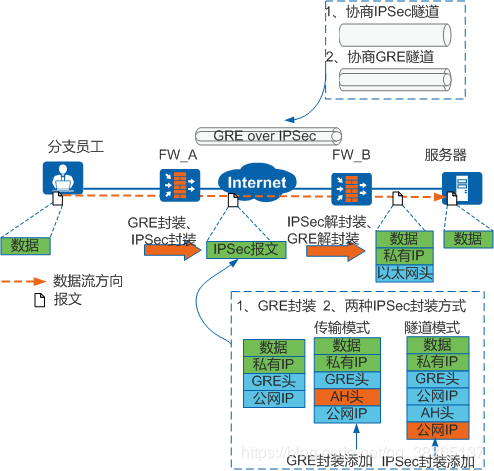 1、协商IPSec隧道
2、协商GRE隧道
GRE over IPSec
分支员工
FW_A
Internet
FW_B
服务器
数据
GRE封装、
IPSec封装
IPSec报文
IPSec解封装、
GRE解封装
数据
私有IP
以太网头
数据
数据流方向
报文
1、GRE封装 2、两种IPSec封装方式
传输模式
隧道模式
数据
私有IP
GRE头
公网IP
数据
私有IP
GRE头
AH头
公网IP
数据
私有IP
GRE头
公网IP
AH头
公网IP
GRE封装添加
IPSec封装添加